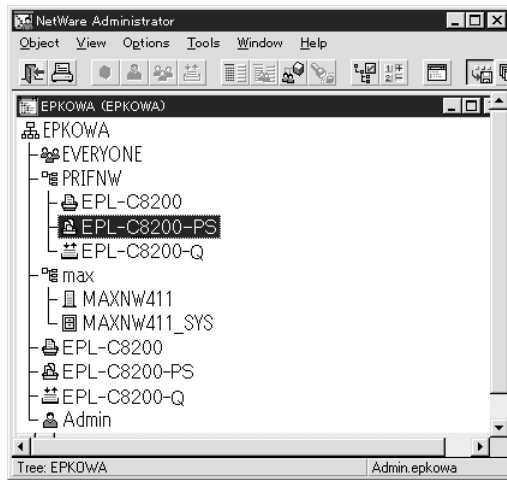 NetWare Administrator
Object View Options Tools Window Help
EPKOWA (EPKOWA)
EPKOWA
EVERYONE
PRIFNW
EPL-C8200
EPL-C8200-PS
EPL-C8200-Q
max
MAXNW411
MAXNW411_SYS
EPL-C8200
EPL-C8200-PS
EPL-C8200-Q
Admin
Tree: EPKOWA Admin.epkowa